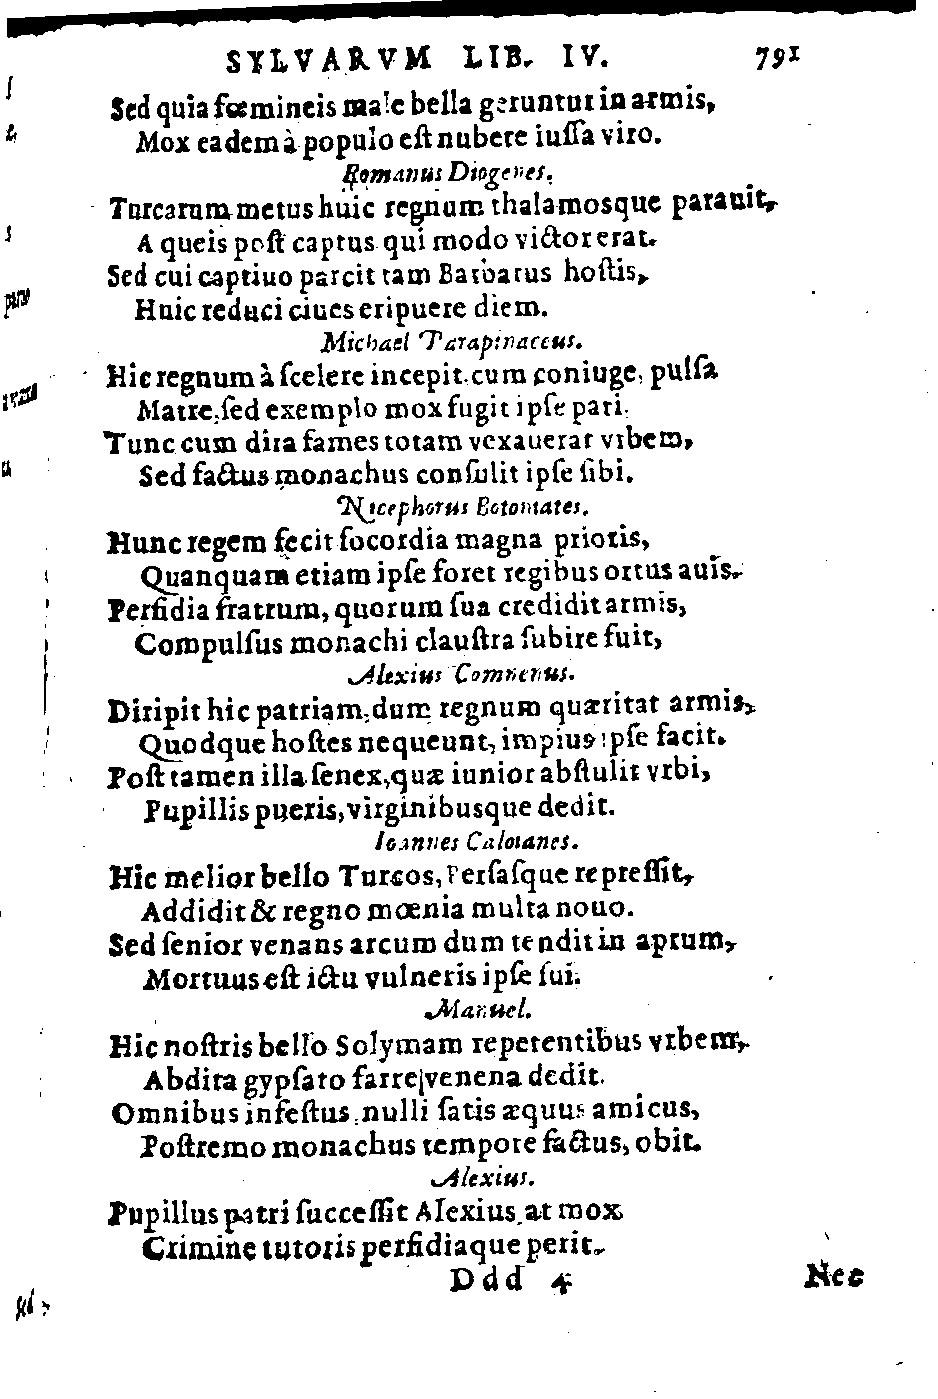 SYLVARVM LIB. IV. 791
Sed quia fœmineis male bella geruntur in armis,
Mox eadem à populo eſt nubere iuſſa viro.
Romanus Diogenes.
Turcarum metus huic regnum thalamosque parauit,
A queis poſt captus qui modo victor erat.
Sed cui captiuo parcit tam Barbarus hoſtis,
Huic reduci ciues eripuere diem.
Michael Parapinaceus.
Hic regnum à ſcelere incepit cum coniuge, pulſa
Matre, ſed exemplo mox fugit ipſe pari.
Tunc cum dira fames totam vexauerat vrbem,
Sed factus monachus conſulit ipſe ſibi.
Nicephorus Botoniates.
Hunc regem fecit ſocordia magna prioris,
Quanquam etiam ipſe foret regibus ortus auis.
Perfidia fratrum, quorum ſua credidit armis,
Compulſus monachi clauſtra ſubire fuit,
Alexius Comnenus.
Diripit hic patriam, dum regnum quæritat armis,
Quodque hoſtes nequeunt, impius ipſe facit.
Poſt tamen illa ſenex, quæ iunior abſtulit vrbi,
Pupillis pueris, virginibusque dedit.
Ioannes Caloianes.
Hic melior bello Turcos, Perſaſque repreſſit,
Addidit & regno mœnia multa nouo.
Sed ſenior venans arcum dum tendit in aprum,
Mortuus eſt ictu vulneris ipſe ſui.
Manuel.
Hic noſtris bello Solymam repetentibus vrbem,
Abdita gypſato farre venena dedit.
Omnibus infeſtus, nulli ſatis æquus amicus,
Poſtremo monachus tempore factus, obit.
Alexius.
Pupillus patri ſucceſſit Alexius, at mox
Crimine tutoris perfidiaque perit.
Ddd 4 Nec